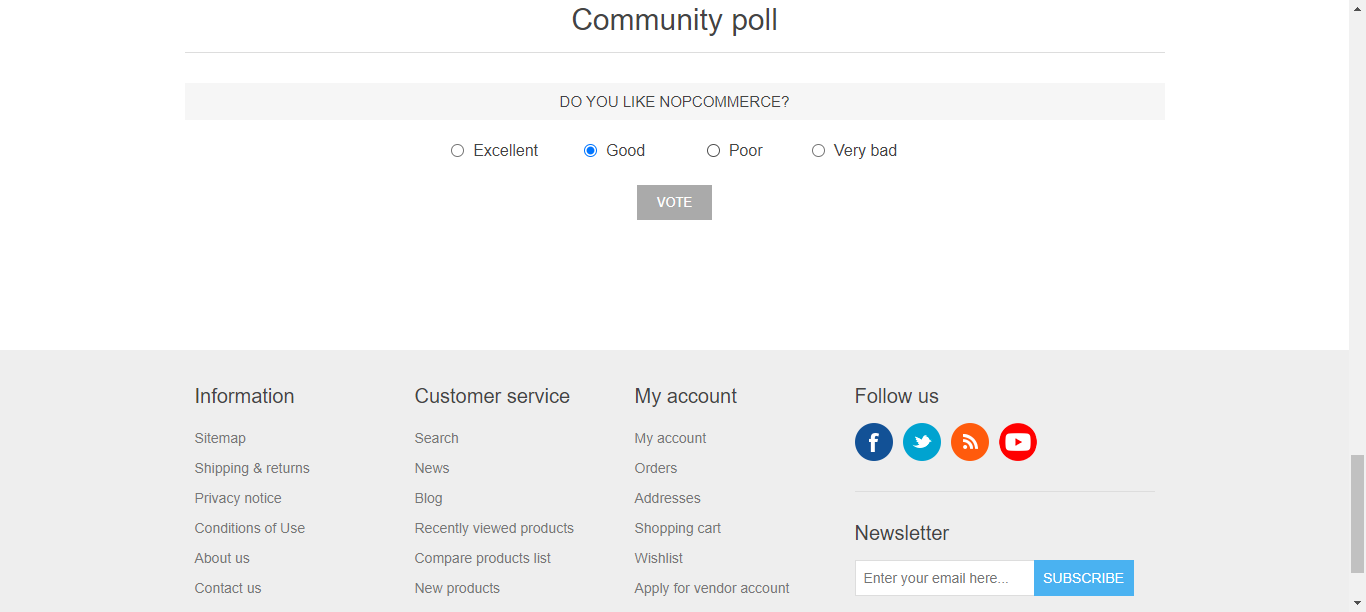 Community poll
DO YOU LIKE NOPCOMMERCE?
Excellent Good Poor Very bad
VOTE
Information
Sitemap
Shipping & returns
Privacy notice
Conditions of Use
About us
Contact us
Customer service
Search
News
Blog
Recently viewed products
Compare products list
New products
My account
My account
Orders
Addresses
Shopping cart
Wishlist
Apply for vendor account
Follow us
f
Newsletter
Enter your email here...
SUBSCRIBE